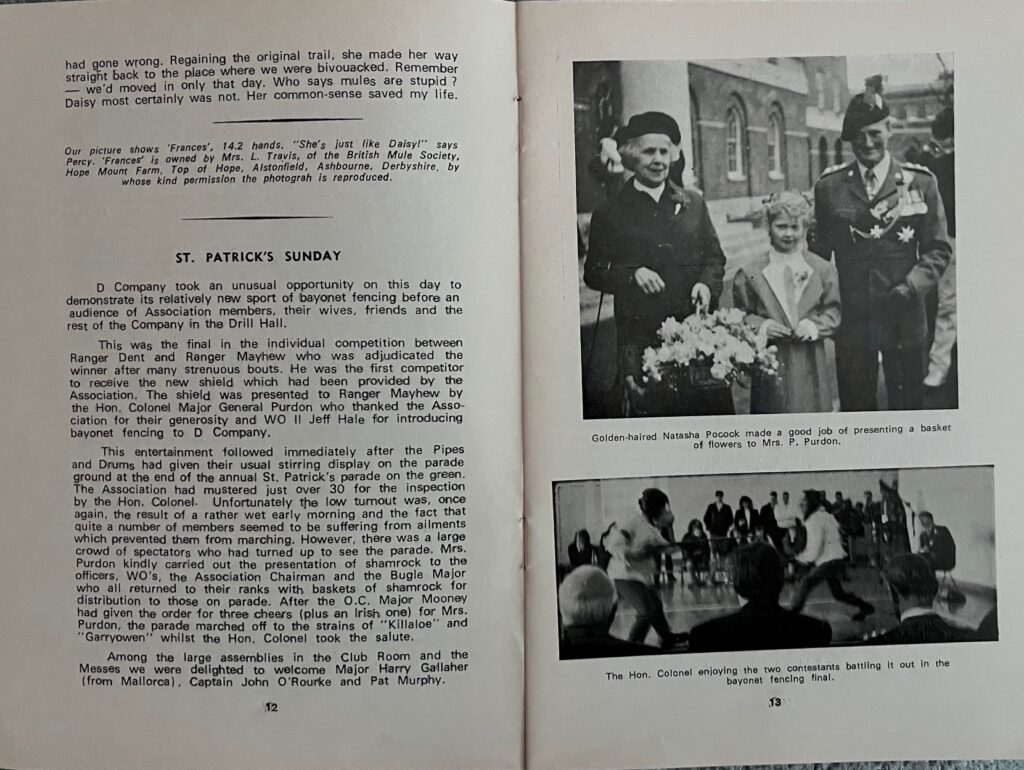 had gone wrong. Regaining the original trail, she made her way
straight back to the place where we were bivouacked. Remember
— we'd moved in only that day. Who says mules are stupid ?
Daisy most certainly was not. Her common-sense saved my life.
Our picture shows 'Frances', 14.2 hands. "She's just like Daisy!" says
Percy. 'Frances' is owned by Mrs. L. Travis, of the British Mule Society,
Hope Mount Farm, Top of Hope, Alstonfield, Ashbourne, Derbyshire, by
whose kind permission the photograh is reproduced.
ST. PATRICK'S SUNDAY
D Company took an unusual opportunity on this day to
demonstrate its relatively new sport of bayonet fencing before an
audience of Association members, their wives, friends and the
rest of the Company in the Drill Hall.
This was the final in the individual competition between
Ranger Dent and Ranger Mayhew who was adjudicated the
winner after many strenuous bouts. He was the first competitor
to receive the new shield which had been provided by the
Association. The shield was presented to Ranger Mayhew by
the Hon. Colonel Major General Purdon who thanked the Asso-
ciation for their generosity and WO II Jeff Hale for introducing
bayonet fencing to D Company.
This entertainment followed immediately after the Pipes
and Drums had given their usual stirring display on the parade
ground at the end of the annual St. Patrick's parade on the green.
The Association had mustered just over 30 for the inspection
by the Hon. Colonel. Unfortunately the low turnout was, once
again, the result of a rather wet early morning and the fact that
quite a number of members seemed to be suffering from ailments
which prevented them from marching. However, there was a large
crowd of spectators who had turned up to see the parade. Mrs.
Purdon kindly carried out the presentation of shamrock to the
officers, WO's, the Association Chairman and the Bugle Major
who all returned to their ranks with baskets of shamrock for
distribution to those on parade. After the O.C. Major Mooney
had given the order for three cheers (plus an Irish one) for Mrs.
Purdon, the parade marched off to the strains of "Killaloe" and
"Garryowen" whilst the Hon. Colonel took the salute.
Among the large assemblies in the Club Room and the
Messes we were delighted to welcome Major Harry Gallaher
(from Mallorca), Captain John O'Rourke and Pat Murphy.
12
Golden-haired Natasha Pocock made a good job of presenting a basket
of flowers to Mrs. P. Purdon.
The Hon. Colonel enjoying the two contestants battling it out in the
bayonet fencing final.
13